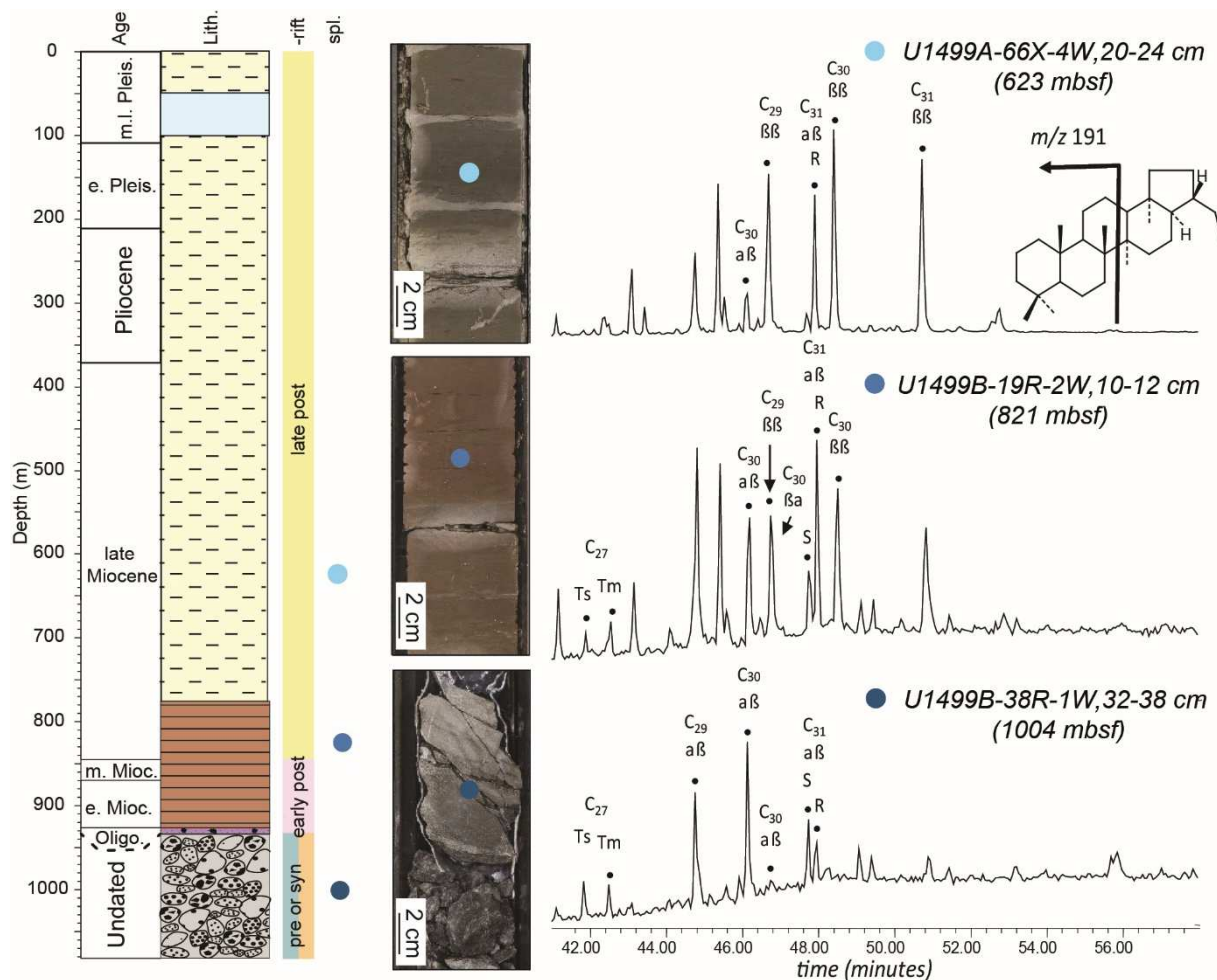 Age
Lith.
-rift
spl.
Depth (m)
0
100
200
300
400
500
600
700
800
900
1000
m.l. Pleis.
e. Pleis.
Pliocene
late
Miocene
m. Mioc.
e. Mioc.
Oligo.
Undated
late post
early post
pre or syn
2 cm
2 cm
2 cm
U1499A-66X-4W,20-24 cm
(623 mbsf)
C30
aß
C29
ßß
C31
aß
R
C30
ßß
C31
ßß
m/z 191
H
H
U1499B-19R-2W,10-12 cm
(821 mbsf)
C27
Ts
Tm
C30
aß
C29
ßß
C30
ßa
S
C31
aß
R
C30
ßß
U1499B-38R-1W,32-38 cm
(1004 mbsf)
C27
Ts
Tm
C29
aß
C30
aß
C30
aß
C31
aß
S
R
42.00 44.00 46.00 48.00 50.00 52.00 54.00 56.00
time (minutes)